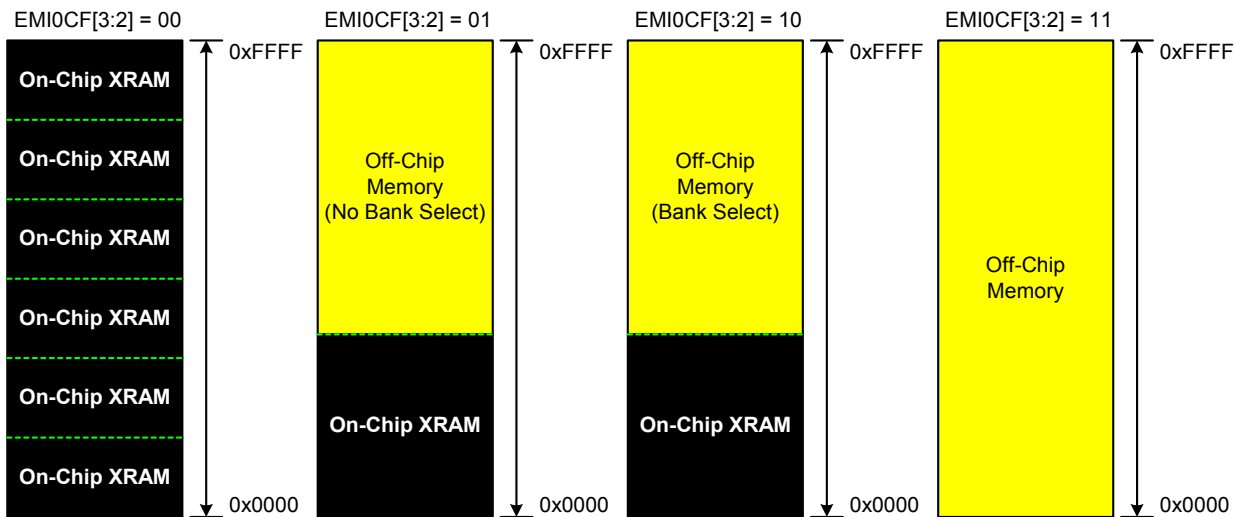 EMI0CF[3:2] = 00
EMI0CF[3:2] = 01
EMI0CF[3:2] = 10
EMI0CF[3:2] = 11
On-Chip XRAM
On-Chip XRAM
On-Chip XRAM
On-Chip XRAM
On-Chip XRAM
On-Chip XRAM
0xFFFF
0x0000
Off-Chip
Memory
(No Bank Select)
On-Chip XRAM
0xFFFF
0x0000
Off-Chip
Memory
(Bank Select)
On-Chip XRAM
0xFFFF
0x0000
Off-Chip
Memory
0xFFFF
0x0000